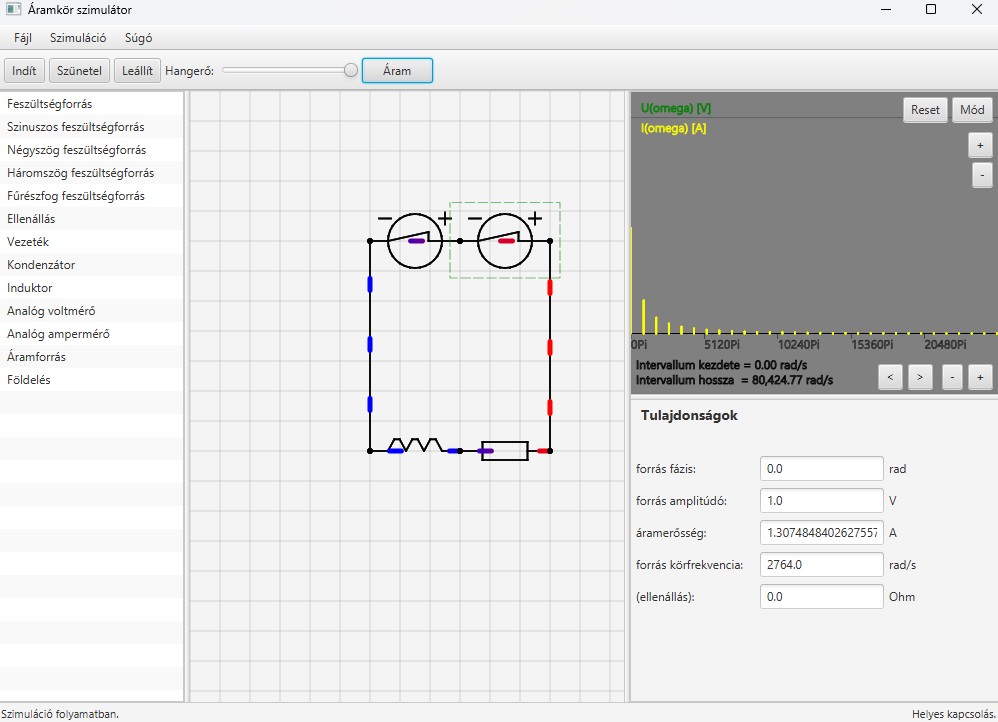 Áramkör szimulátor
Fájl Szimuláció Súgó
Indít Szünetel Leállít Hangerő: Áram
Feszültségforrás
Szinuszos feszültségforrás
Négyszög feszültségforrás
Háromszög feszültségforrás
Fűrészfog feszültségforrás
Ellenállás
Vezeték
Kondenzátor
Induktor
Analóg voltmérő
Analóg ampermérő
Áramforrás
Földelés
− + − +
U(omega) [V]
I(omega) [A]
Reset Mód
+
-
0Pi 5120Pi 10240Pi 15360Pi 20480Pi
Intervallum kezdete = 0.00 rad/s
Intervallum hossza = 80,424.77 rad/s
< > - +
Tulajdonságok
forrás fázis: 0.0 rad
forrás amplitúdó: 1.0 V
áramerősség: 1.3074848402627557 A
forrás körfrekvencia: 2764.0 rad/s
(ellenállás): 0.0 Ohm
Szimuláció folyamatban. Helyes kapcsolás.